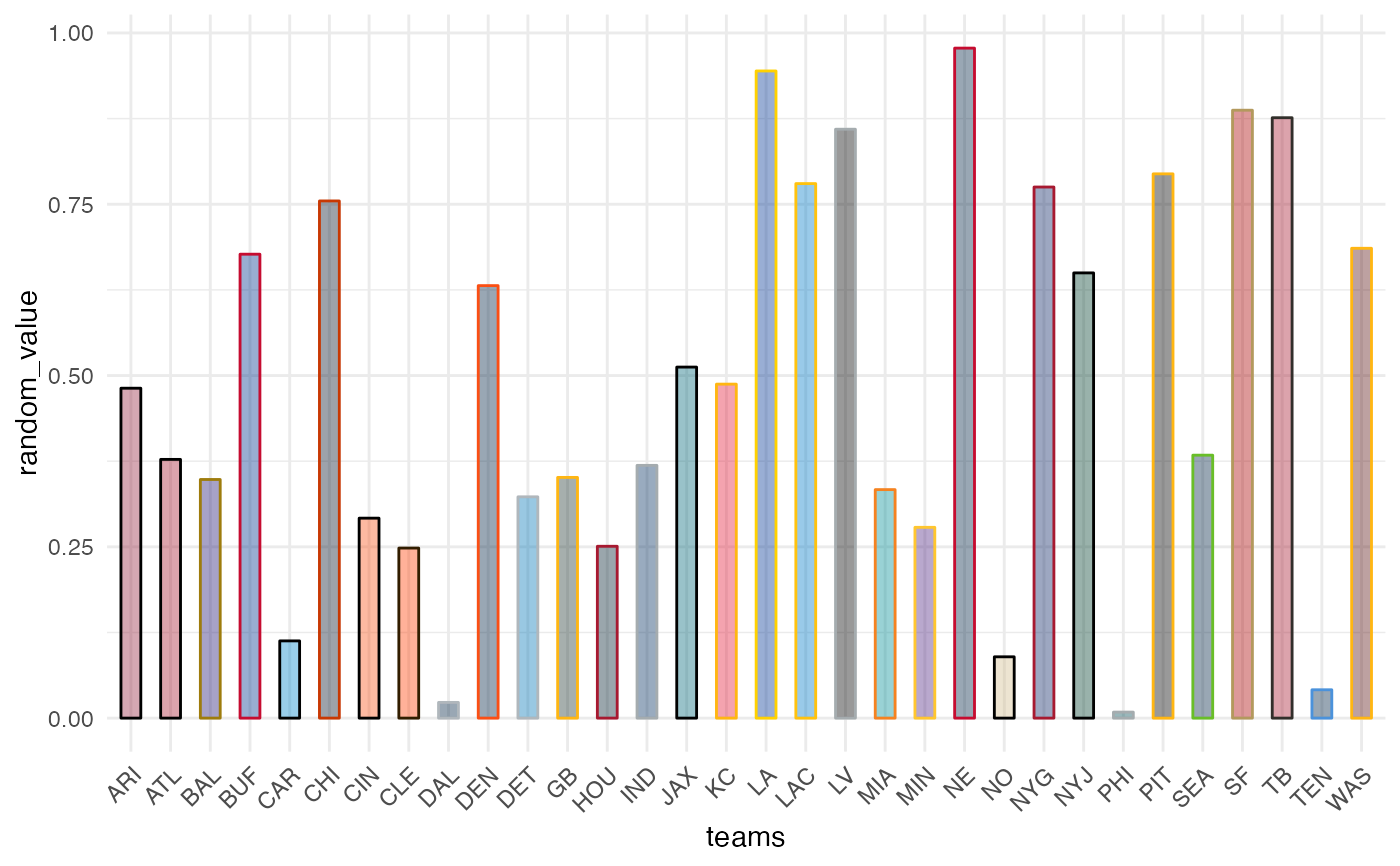 random_value
1.00
0.75
0.50
0.25
0.00
ARI ATL BAL BUF CAR CHI CIN CLE DAL DEN DET GB HOU IND JAX KC LA LAC LV MIA MIN NE NO NYG NYJ PHI PIT SEA SF TB TEN WAS
teams